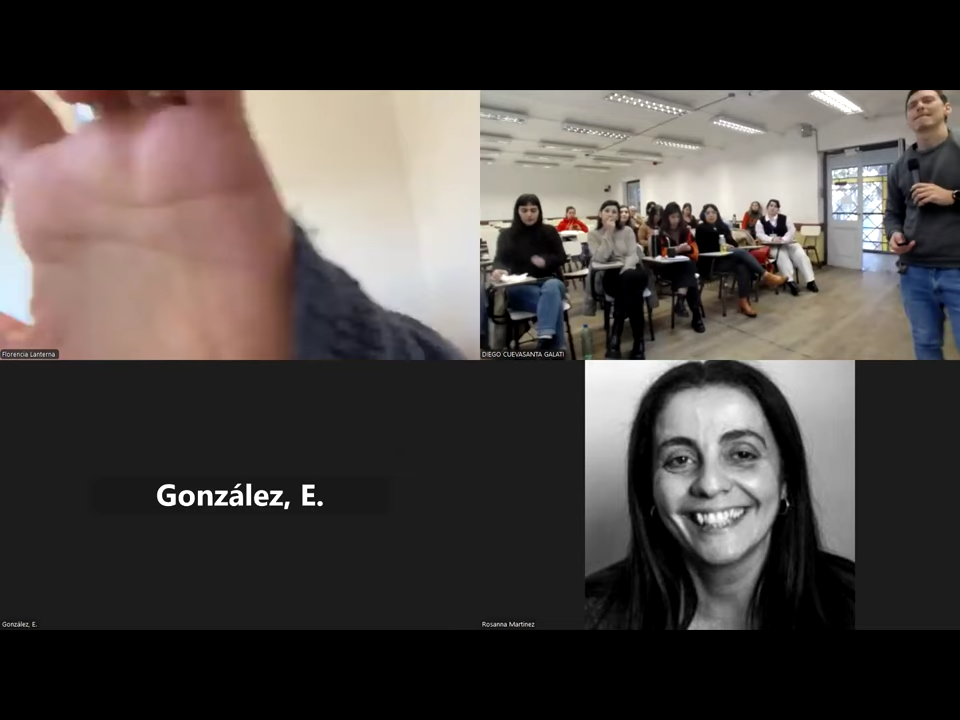 Florencia Lanterna
DIEGO CUEVASANTA GALATI
González, E.
González, E.
Rosanna Martinez